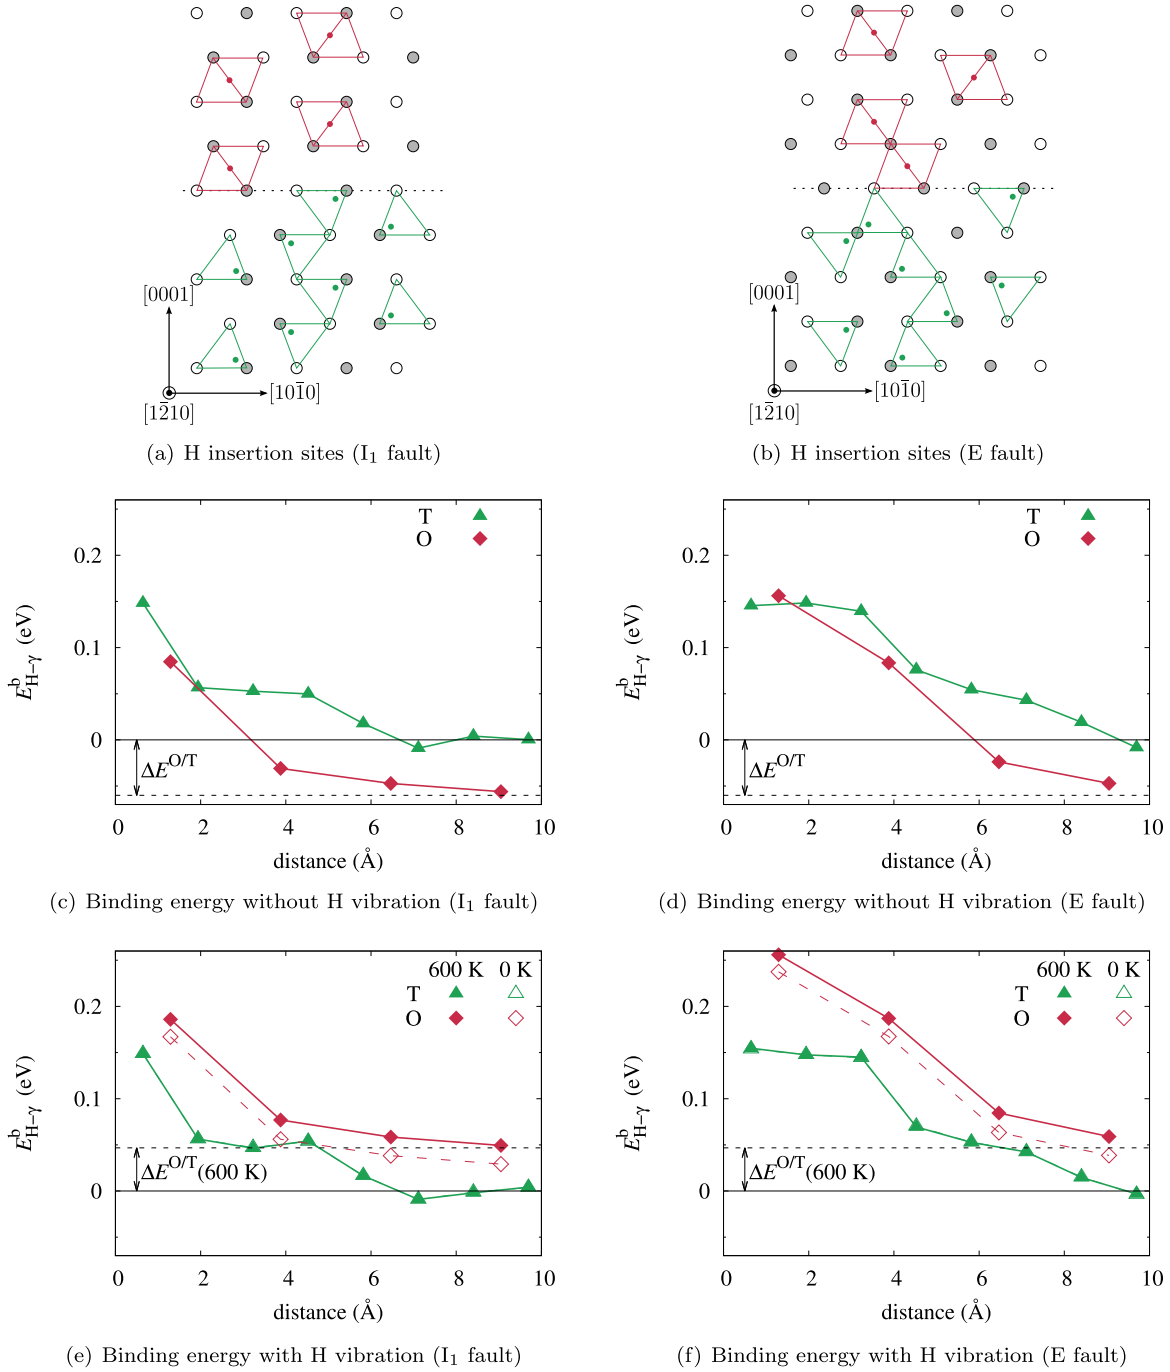 [0001]
[101̅0]
[12̅10]
(a) H insertion sites (I₁ fault)
[0001]
[101̅0]
[12̅10]
(b) H insertion sites (E fault)
T
O
0.2
0.1
0
E^b_H−γ (eV)
ΔE^O/T
0 2 4 6 8 10
distance (Å)
(c) Binding energy without H vibration (I₁ fault)
T
O
0.2
0.1
0
E^b_H−γ (eV)
ΔE^O/T
0 2 4 6 8 10
distance (Å)
(d) Binding energy without H vibration (E fault)
600 K 0 K
T
O
0.2
0.1
0
E^b_H−γ (eV)
ΔE^O/T(600 K)
0 2 4 6 8 10
distance (Å)
(e) Binding energy with H vibration (I₁ fault)
600 K 0 K
T
O
0.2
0.1
0
E^b_H−γ (eV)
ΔE^O/T(600 K)
0 2 4 6 8 10
distance (Å)
(f) Binding energy with H vibration (E fault)